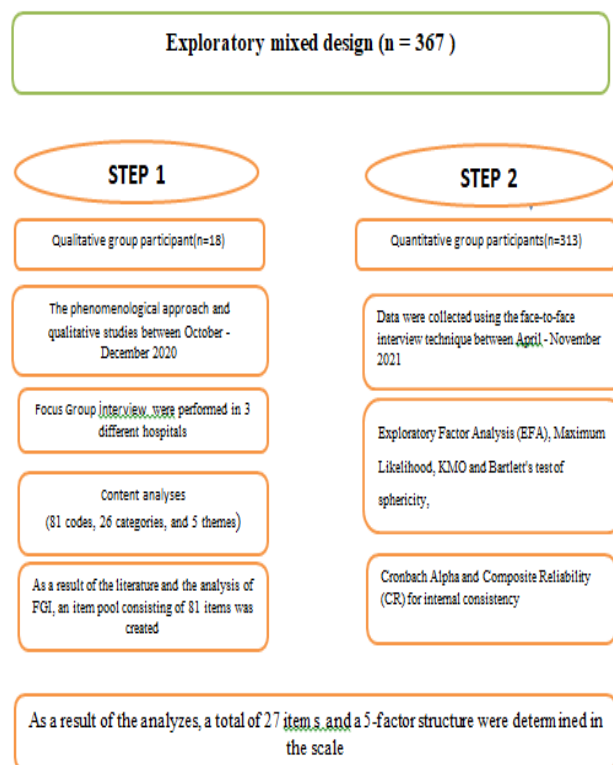 Exploratory mixed design (n = 367 )
STEP 1
Qualitative group participant(n=18)
The phenomenological approach and
qualitative studies between October -
December 2020
Focus Group interview were performed in 3
different hospitals
Content analyses
(81 codes, 26 categories, and 5 themes)
As a result of the literature and the analysis of
FGI, an item pool consisting of 81 items was
created
STEP 2
Quantitative group participants(n=313)
Data were collected using the face-to-face
interview technique between April - November
2021
Exploratory Factor Analysis (EFA), Maximum
Likelihood, KMO and Bartlett's test of
sphericity,
Cronbach Alpha and Composite Reliability
(CR) for internal consistency
As a result of the analyzes, a total of 27 items and a 5-factor structure were determined in
the scale